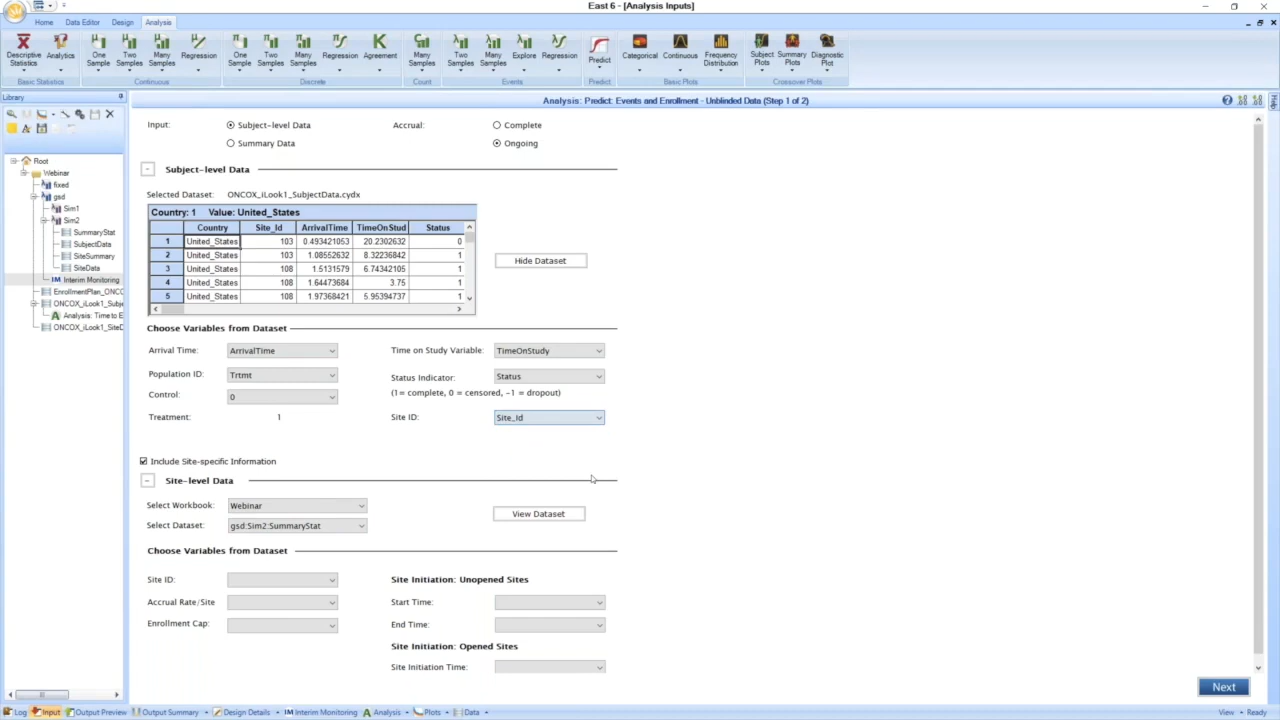 East 6 - [Analysis Inputs]
Home Data Editor Design Analysis
Descriptive Statistics Analytics One Sample Two Samples Many Samples Regression One Sample Two Samples Many Samples Regression Agreement Many Samples Two Samples Many Samples Explore Regression Predict Categorical Continuous Frequency Distribution Subject Plots Summary Plots Diagnostic Plot
Basic Statistics Continuous Discrete Count Events Predict Basic Plots Crossover Plots
Library
Analysis: Predict: Events and Enrollment - Unblinded Data (Step 1 of 2)
Help
Root
Webinar
fixed
gsd
Sim1
Sim2
SummaryStat
SubjectData
SiteSummary
SiteData
Interim Monitoring
EnrollmentPlan_ONC
ONCOX_iLook1_Subje
Analysis: Time to E
ONCOX_iLook1_SiteD
Input: Subject-level Data Accrual: Complete
Summary Data Ongoing
Subject-level Data
Selected Dataset: ONCOX_iLook1_SubjectData.cydx
Country: 1 Value: United_States
Country Site_Id ArrivalTime TimeOnStud Status
1 United_States 103 0.493421053 20.2302632 0
2 United_States 103 1.08552632 8.32236842 1
3 United_States 108 1.5131579 6.74342105 1
4 United_States 108 1.64473684 3.75 1
5 United_States 108 1.97368421 5.95394737 1
Hide Dataset
Choose Variables from Dataset
Arrival Time: ArrivalTime Time on Study Variable: TimeOnStudy
Population ID: Trtmt Status Indicator: Status
Control: 0 (1= complete, 0 = censored, -1 = dropout)
Treatment: 1 Site ID: Site_Id
Include Site-specific Information
Site-level Data
Select Workbook: Webinar
View Dataset
Select Dataset: gsd:Sim2:SummaryStat
Choose Variables from Dataset
Site ID: Site Initiation: Unopened Sites
Accrual Rate/Site Start Time:
Enrollment Cap: End Time:
Site Initiation: Opened Sites
Site Initiation Time:
Next
Log Input Output Preview Output Summary Design Details Interim Monitoring Analysis Plots Data View Ready